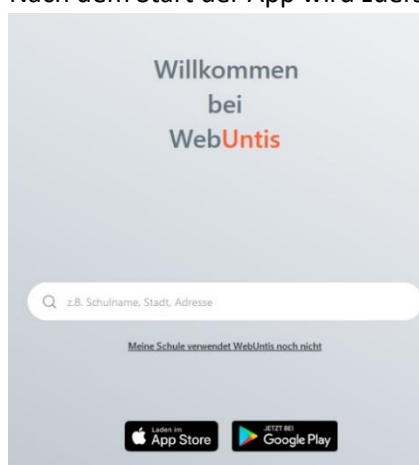 Nach dem Start der App wird zuerst
Willkommen
bei
WebUntis
z.B. Schulname, Stadt, Adresse
Meine Schule verwendet WebUntis noch nicht
Laden im
App Store
JETZT BEI
Google Play